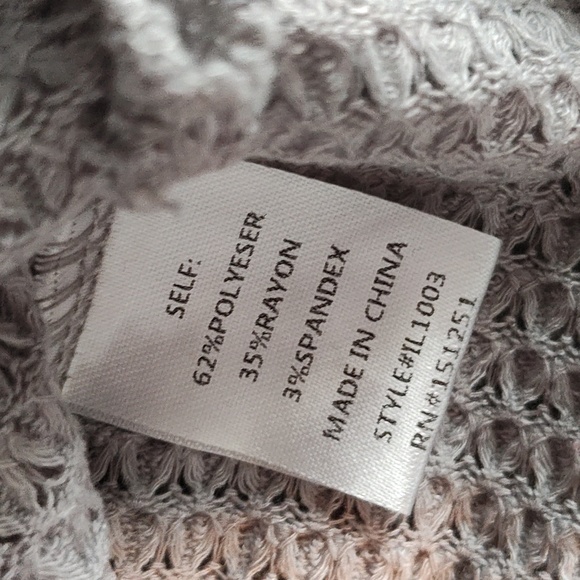 SELF:
62%POLYESER
35%RAYON
3%SPANDEX
MADE IN CHINA
STYLE#IL1003
RN#151251